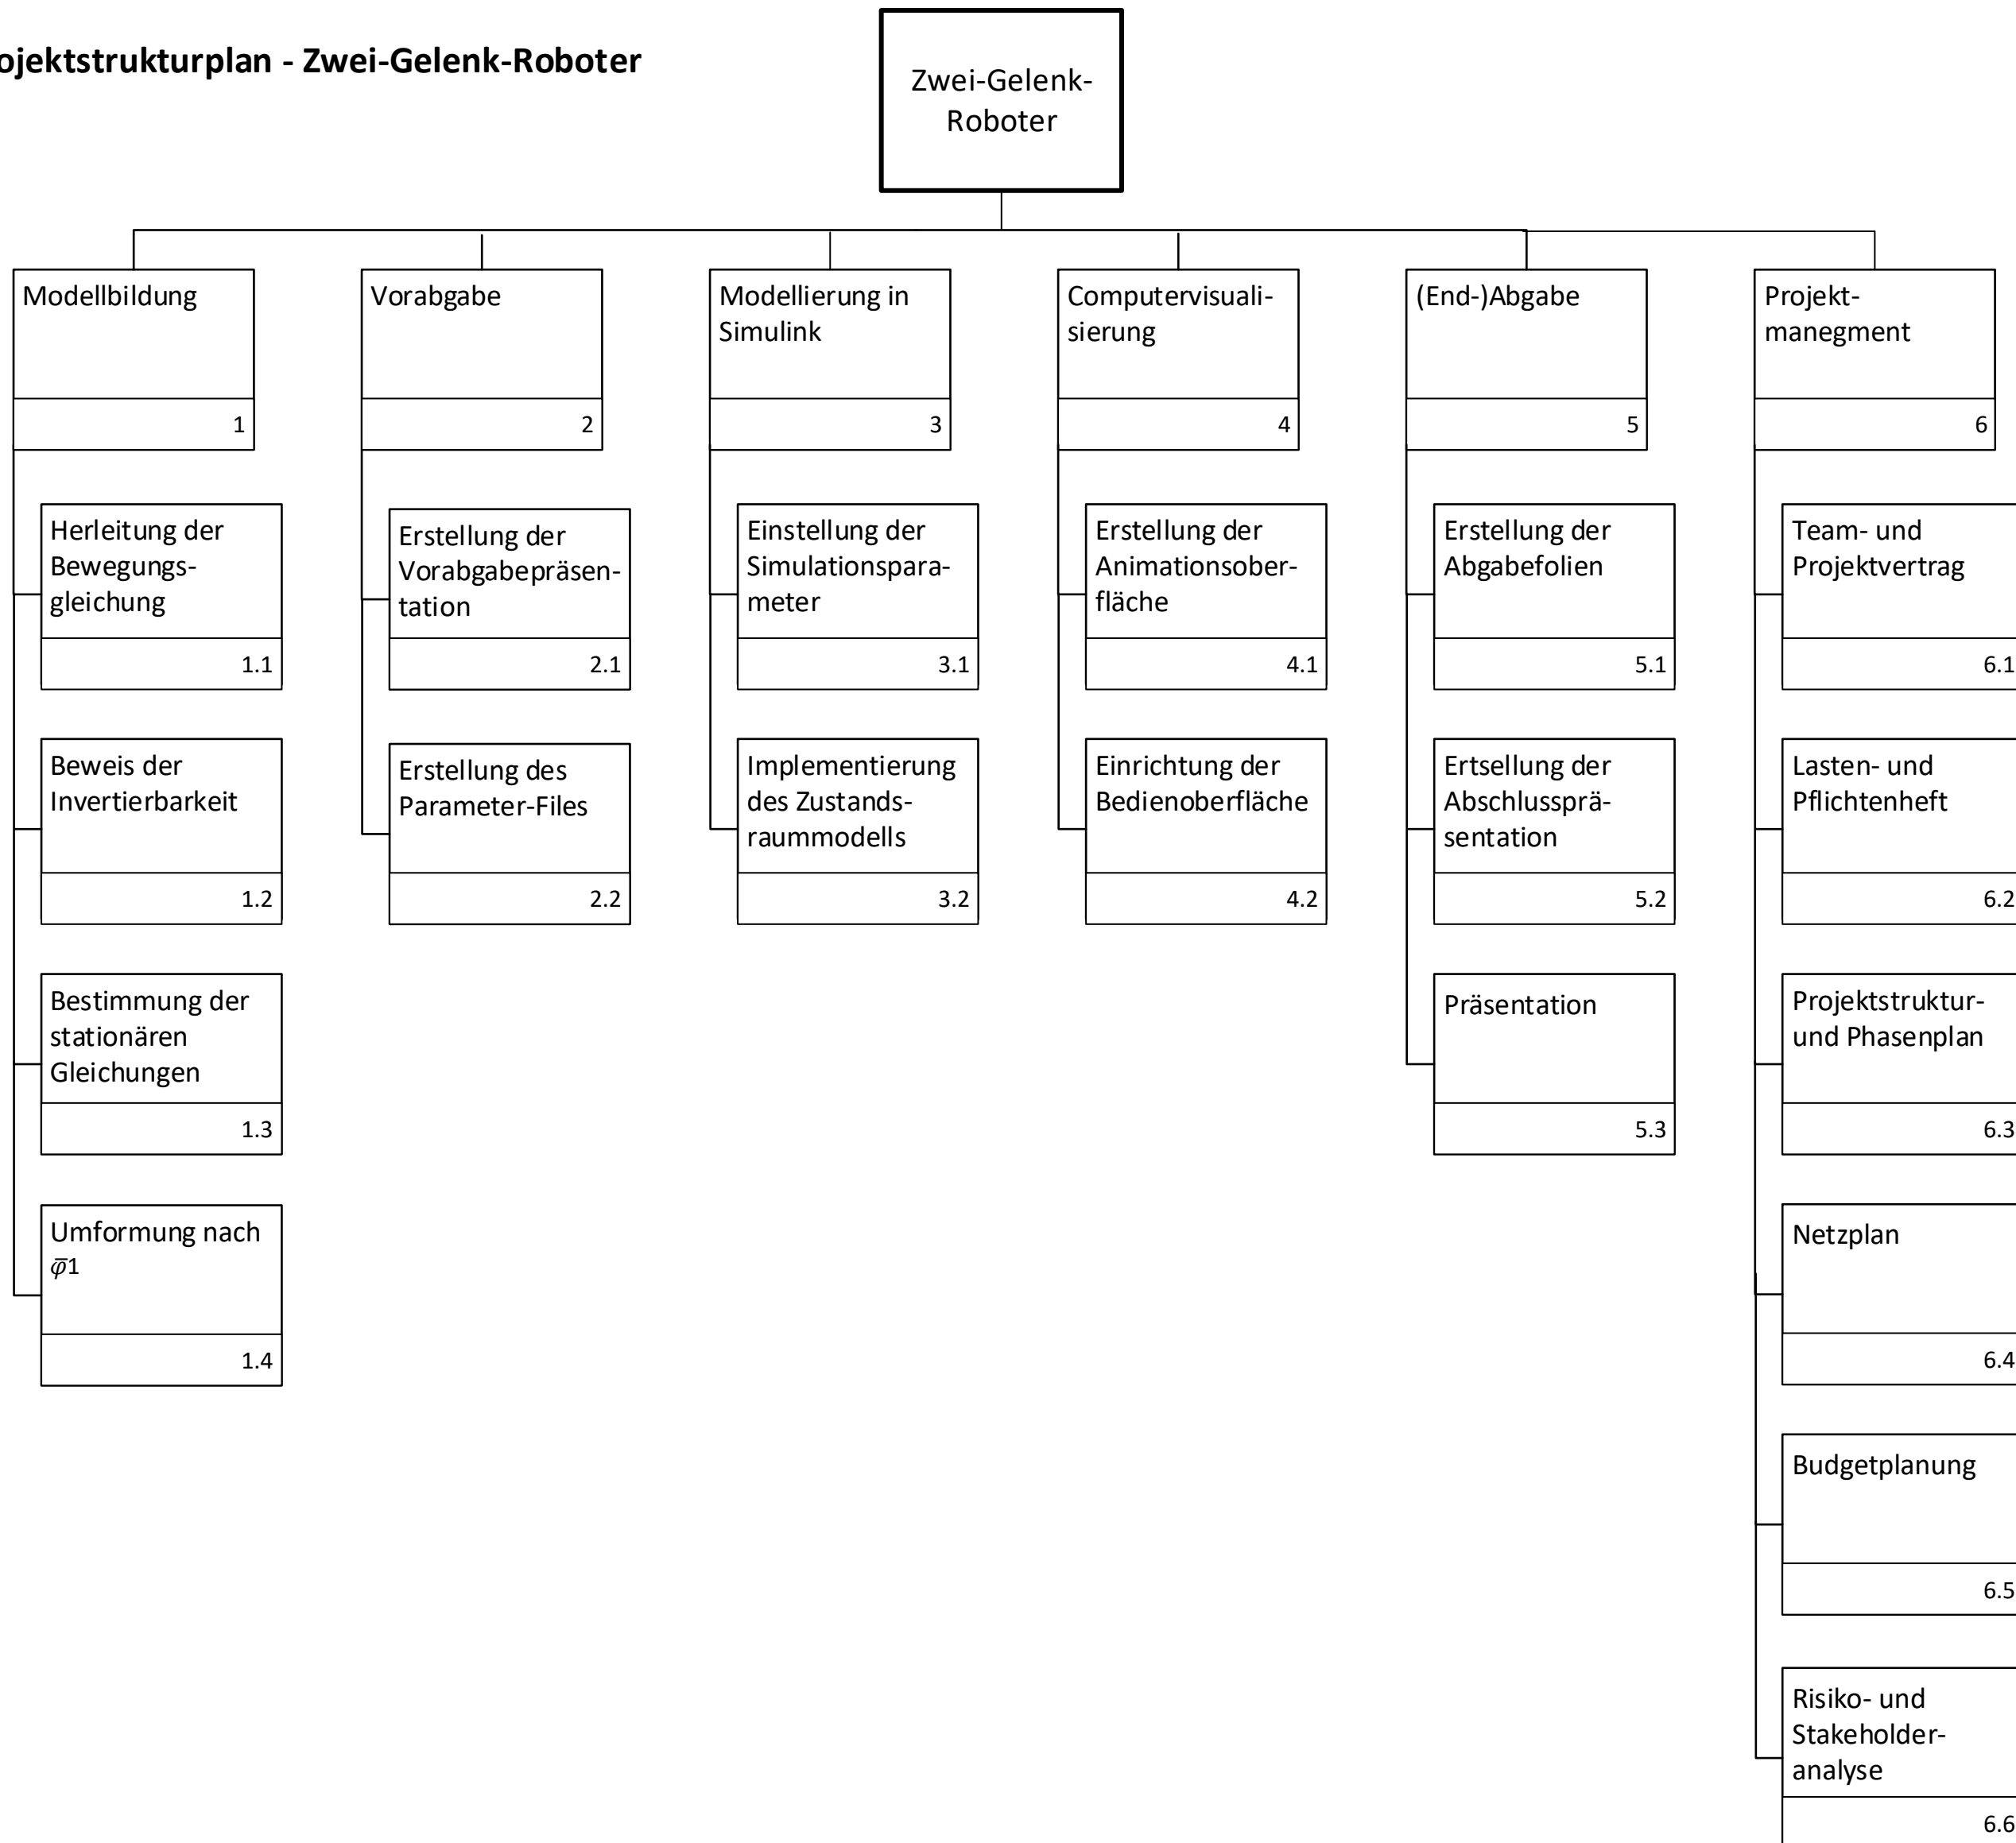 ojektstrukturplan - Zwei-Gelenk-Roboter
Zwei-Gelenk-
Roboter
Modellbildung
1
Herleitung der
Bewegungs-
gleichung
1.1
Beweis der
Invertierbarkeit
1.2
Bestimmung der
stationären
Gleichungen
1.3
Umformung nach
φ̅1
1.4
Vorabgabe
2
Erstellung der
Vorabgabepräsen-
tation
2.1
Erstellung des
Parameter-Files
2.2
Modellierung in
Simulink
3
Einstellung der
Simulationspara-
meter
3.1
Implementierung
des Zustands-
raummodells
3.2
Computervisuali-
sierung
4
Erstellung der
Animationsober-
fläche
4.1
Einrichtung der
Bedienoberfläche
4.2
(End-)Abgabe
5
Erstellung der
Abgabefolien
5.1
Ertsellung der
Abschlussprä-
sentation
5.2
Präsentation
5.3
Projekt-
manegment
6
Team- und
Projektvertrag
6.1
Lasten- und
Pflichtenheft
6.2
Projektstruktur-
und Phasenplan
6.3
Netzplan
6.4
Budgetplanung
6.5
Risiko- und
Stakeholder-
analyse
6.6